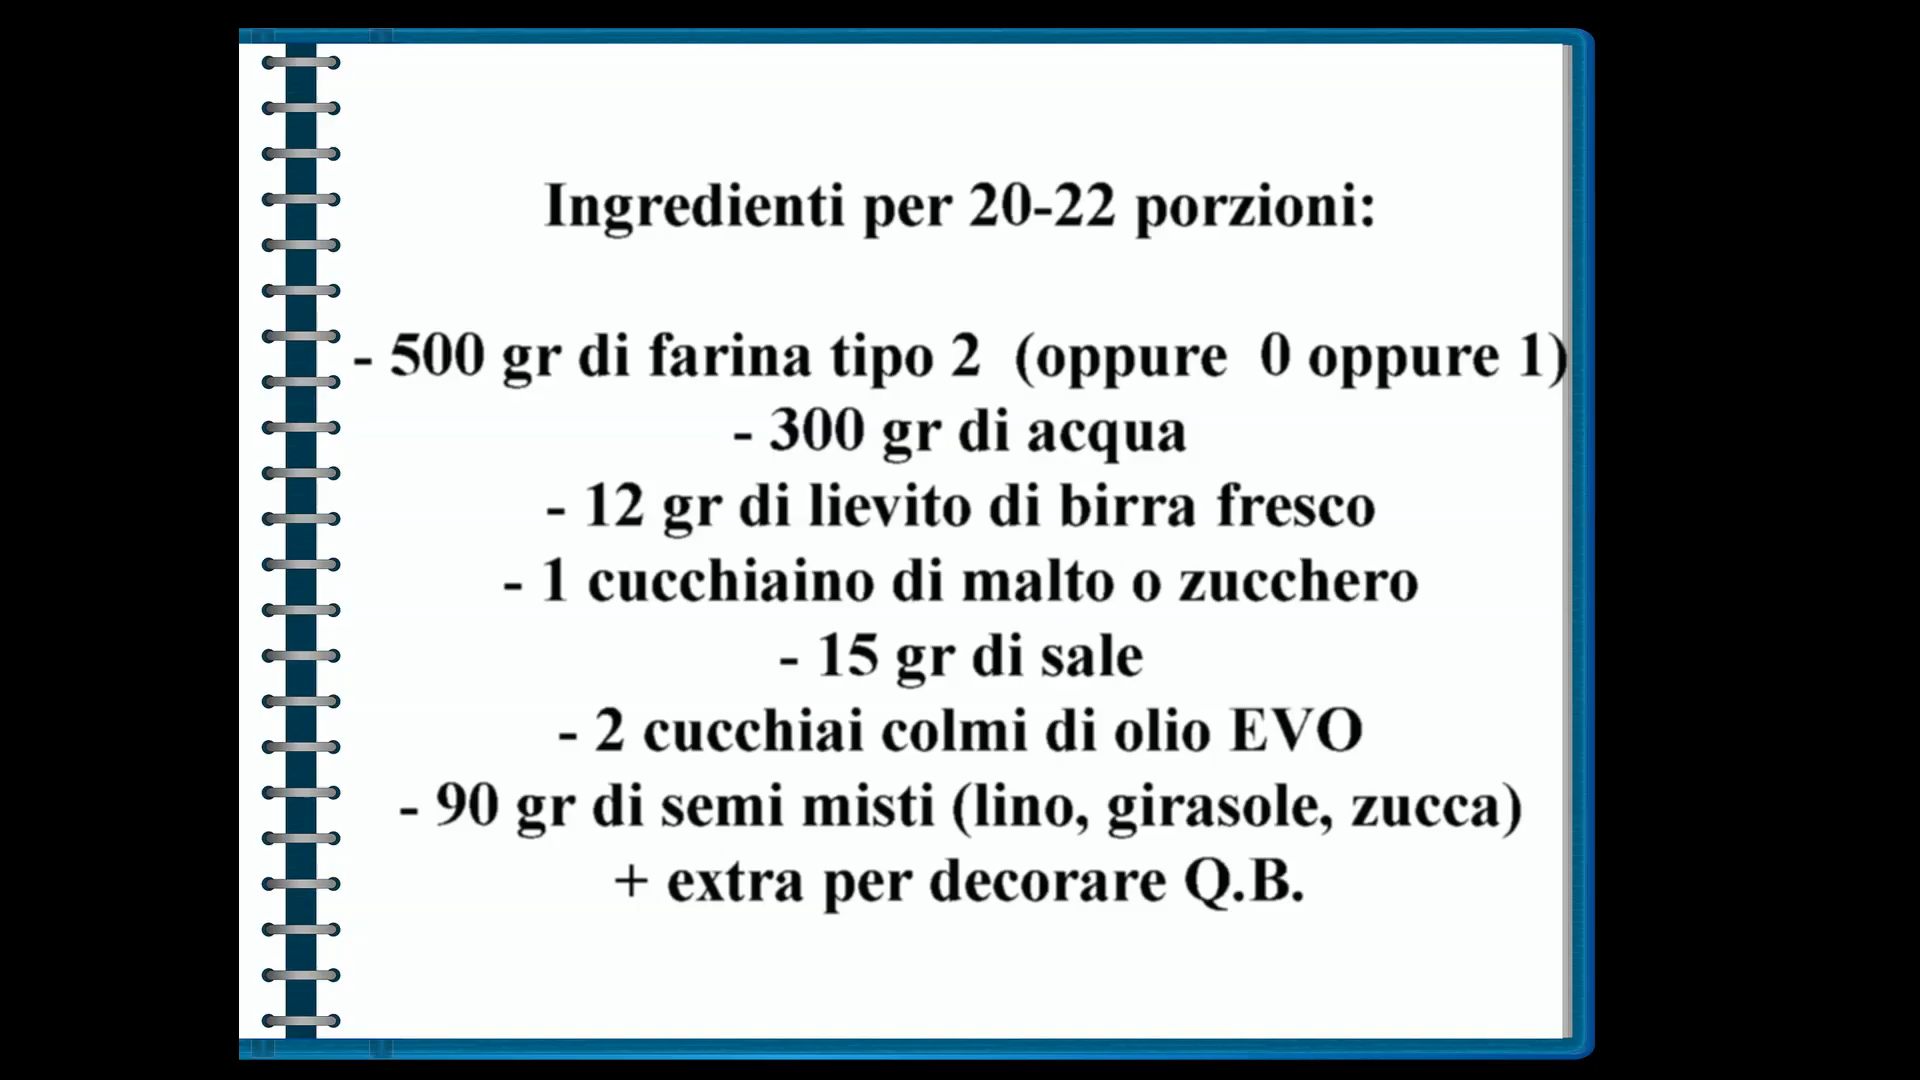 Ingredienti per 20-22 porzioni:
- 500 gr di farina tipo 2  (oppure  0 oppure 1)
- 300 gr di acqua
- 12 gr di lievito di birra fresco
- 1 cucchiaino di malto o zucchero
- 15 gr di sale
- 2 cucchiai colmi di olio EVO
- 90 gr di semi misti (lino, girasole, zucca)
+ extra per decorare Q.B.